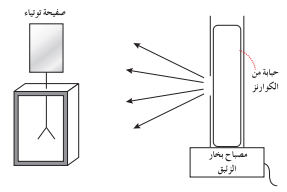 صفيحة توتياء
حبابة من
الكوارتز
مصباح بخار
الزئبق